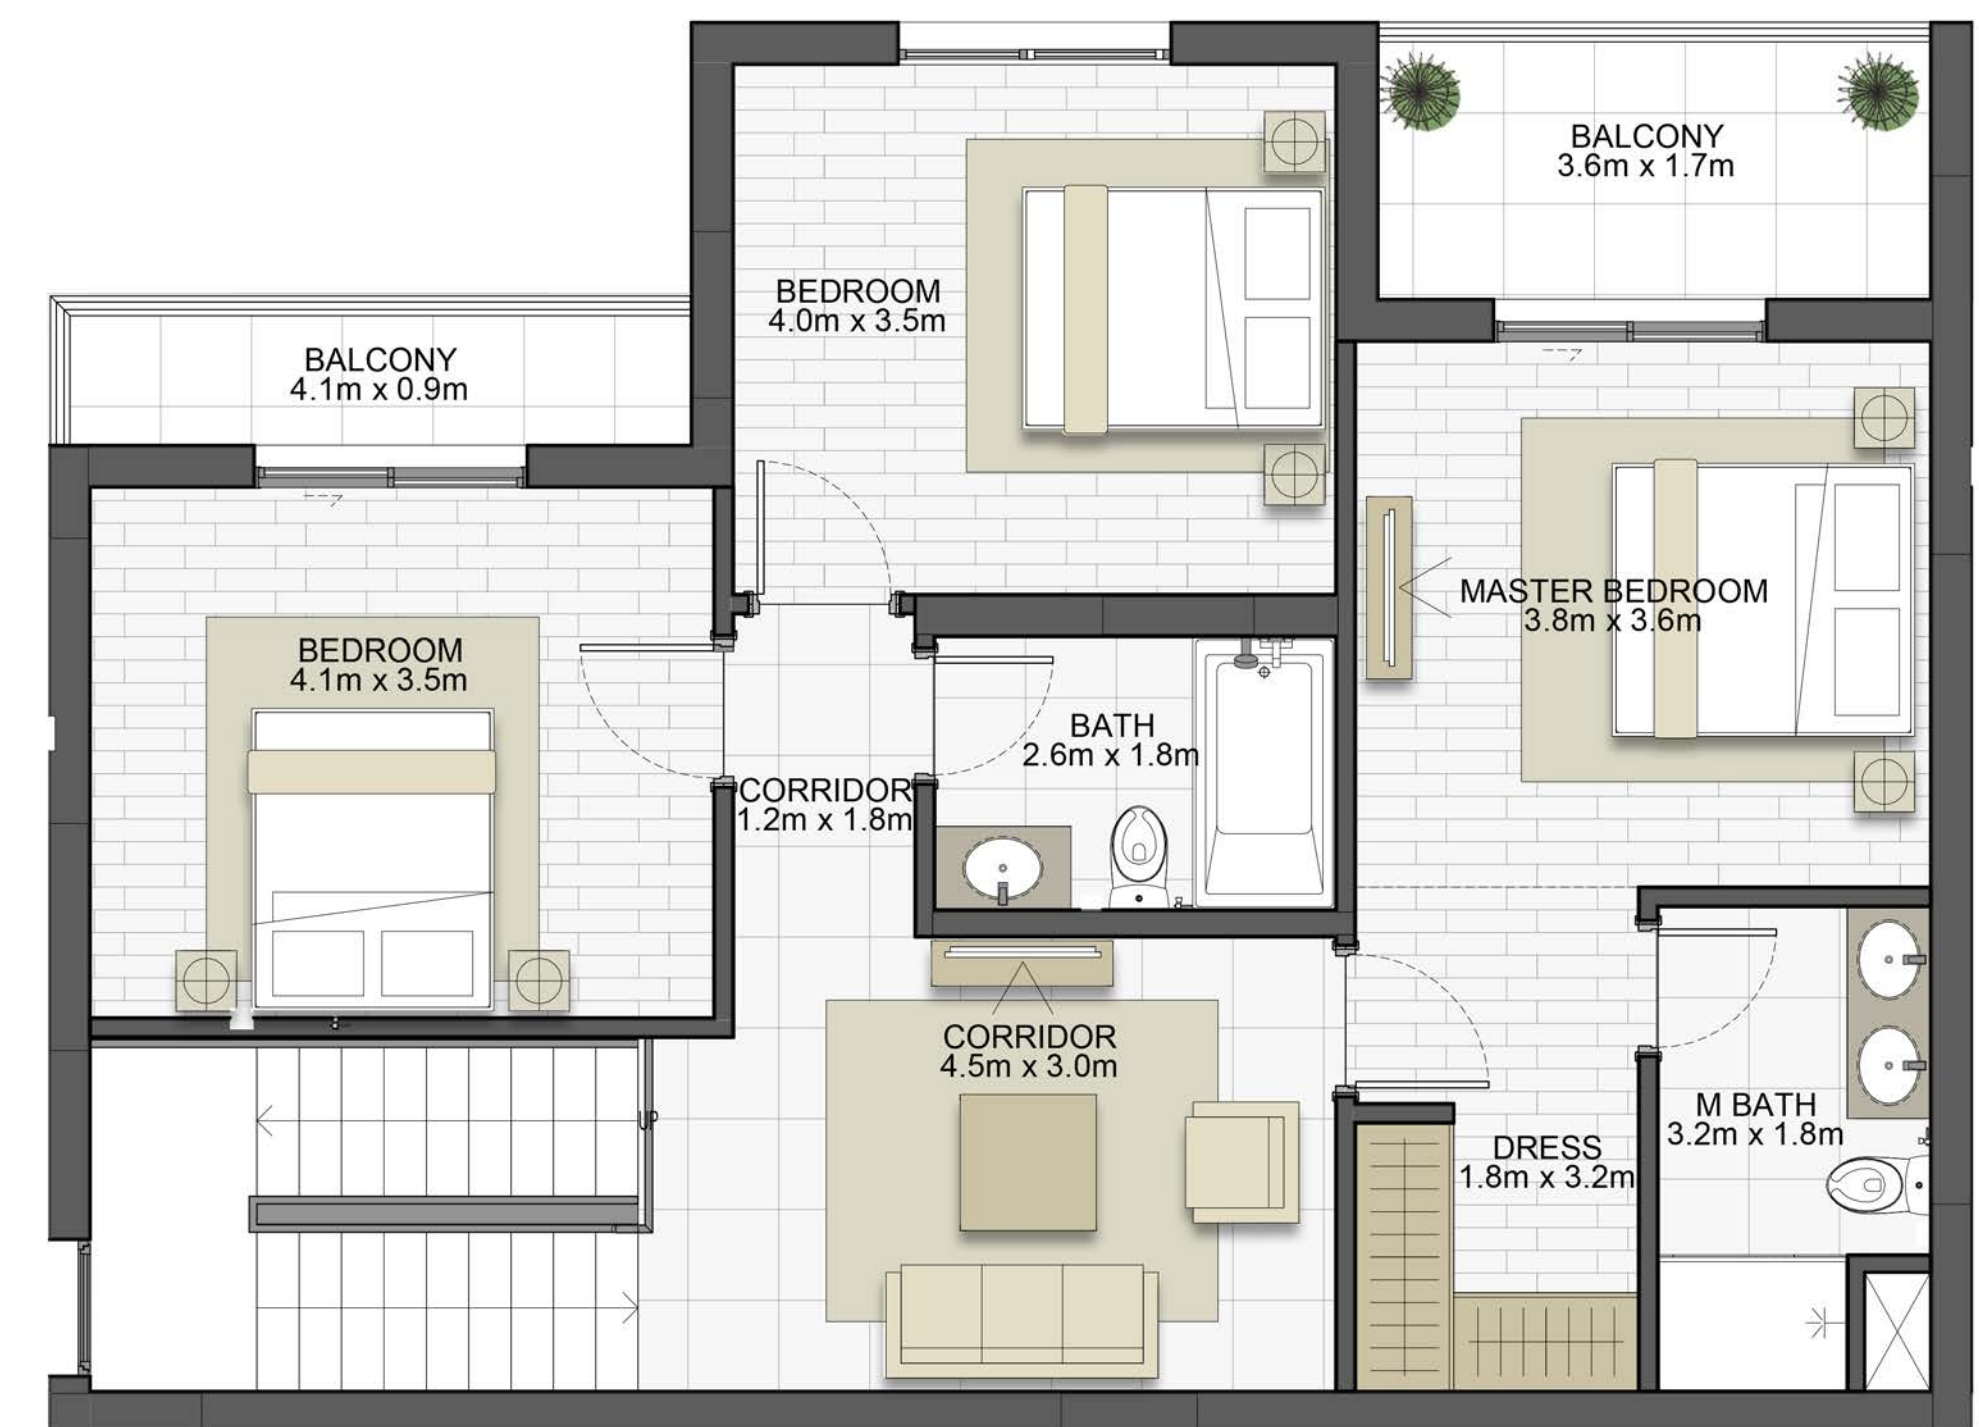 BALCONY
3.6m x 1.7m
BEDROOM
4.0m x 3.5m
BALCONY
4.1m x 0.9m
MASTER BEDROOM
3.8m x 3.6m
BEDROOM
4.1m x 3.5m
BATH
2.6m x 1.8m
CORRIDOR
1.2m x 1.8m
CORRIDOR
4.5m x 3.0m
UP
M BATH
3.2m x 1.8m
DRESS
1.8m x 3.2m